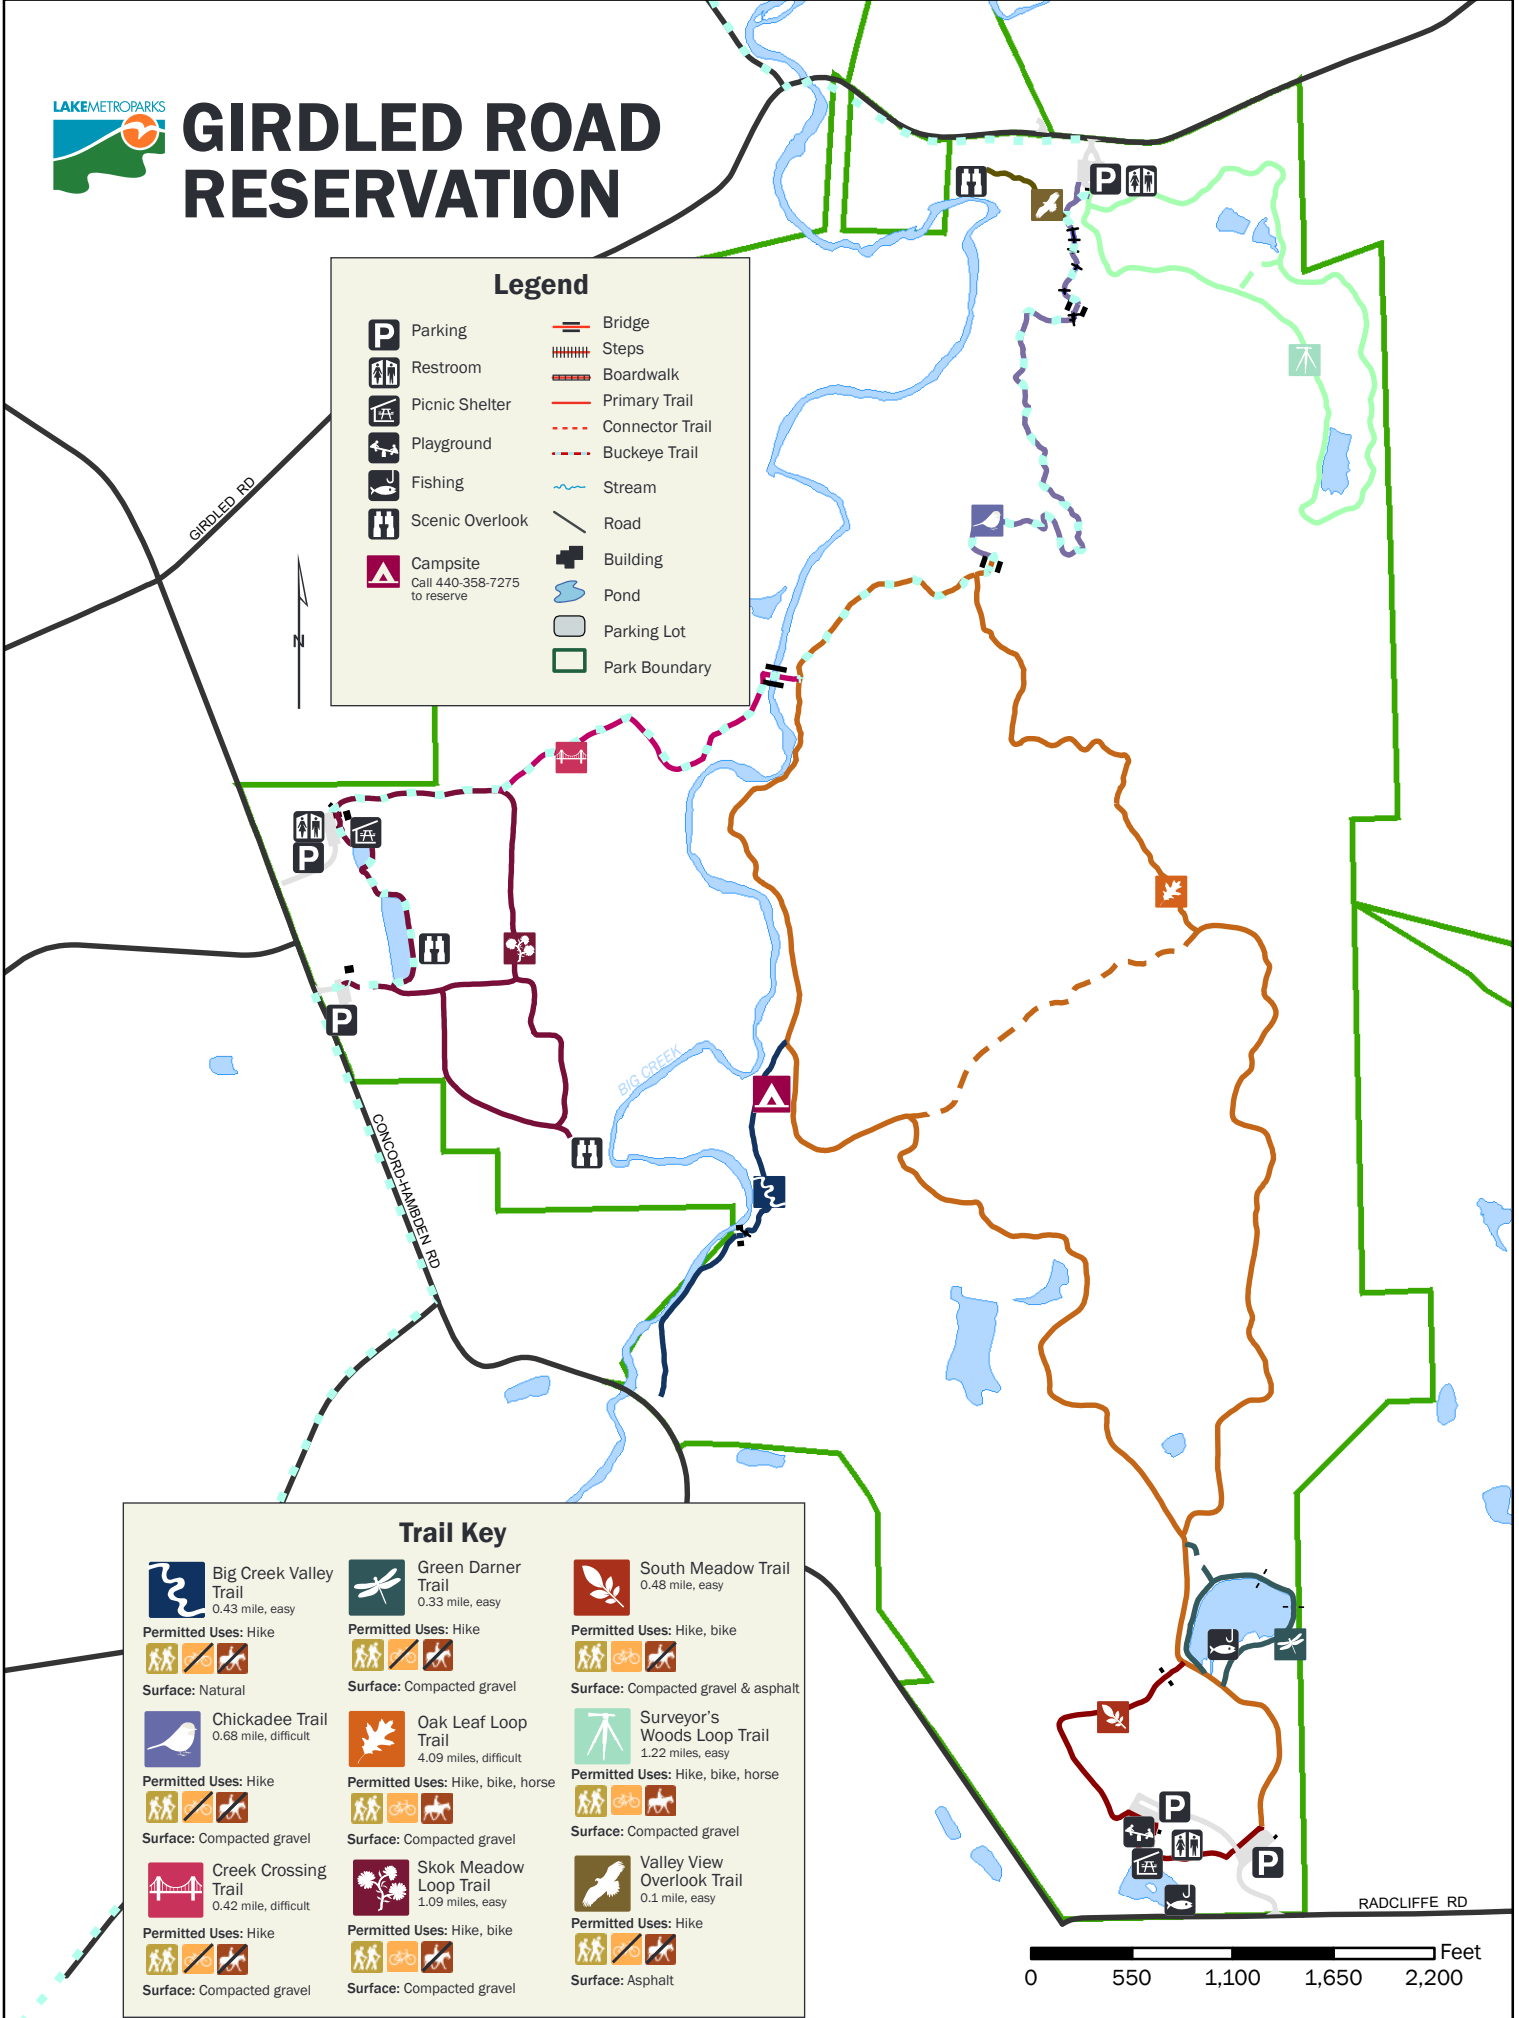 LAKEMETROPARKS
GIRDLED ROAD
RESERVATION
Legend
P Parking
Restroom
Picnic Shelter
Playground
Fishing
Scenic Overlook
Campsite
Call 440-358-7275
to reserve
Bridge
Steps
Boardwalk
Primary Trail
Connector Trail
Buckeye Trail
Stream
Road
Building
Pond
Parking Lot
Park Boundary
P
GIRDLED RD
N
P
P
BIG CREEK
CONCORD-HAMBDEN RD
Trail Key
Big Creek Valley
Trail
0.43 mile, easy
Permitted Uses: Hike
Surface: Natural
Green Darner
Trail
0.33 mile, easy
Permitted Uses: Hike
Surface: Compacted gravel
South Meadow Trail
0.48 mile, easy
Permitted Uses: Hike, bike
Surface: Compacted gravel & asphalt
Chickadee Trail
0.68 mile, difficult
Permitted Uses: Hike
Surface: Compacted gravel
Oak Leaf Loop
Trail
4.09 miles, difficult
Permitted Uses: Hike, bike, horse
Surface: Compacted gravel
Surveyor's
Woods Loop Trail
1.22 miles, easy
Permitted Uses: Hike, bike, horse
Surface: Compacted gravel
Creek Crossing
Trail
0.42 mile, difficult
Permitted Uses: Hike
Surface: Compacted gravel
Skok Meadow
Loop Trail
1.09 miles, easy
Permitted Uses: Hike, bike
Surface: Compacted gravel
Valley View
Overlook Trail
0.1 mile, easy
Permitted Uses: Hike
Surface: Asphalt
P
P
RADCLIFFE RD
Feet
0 550 1,100 1,650 2,200